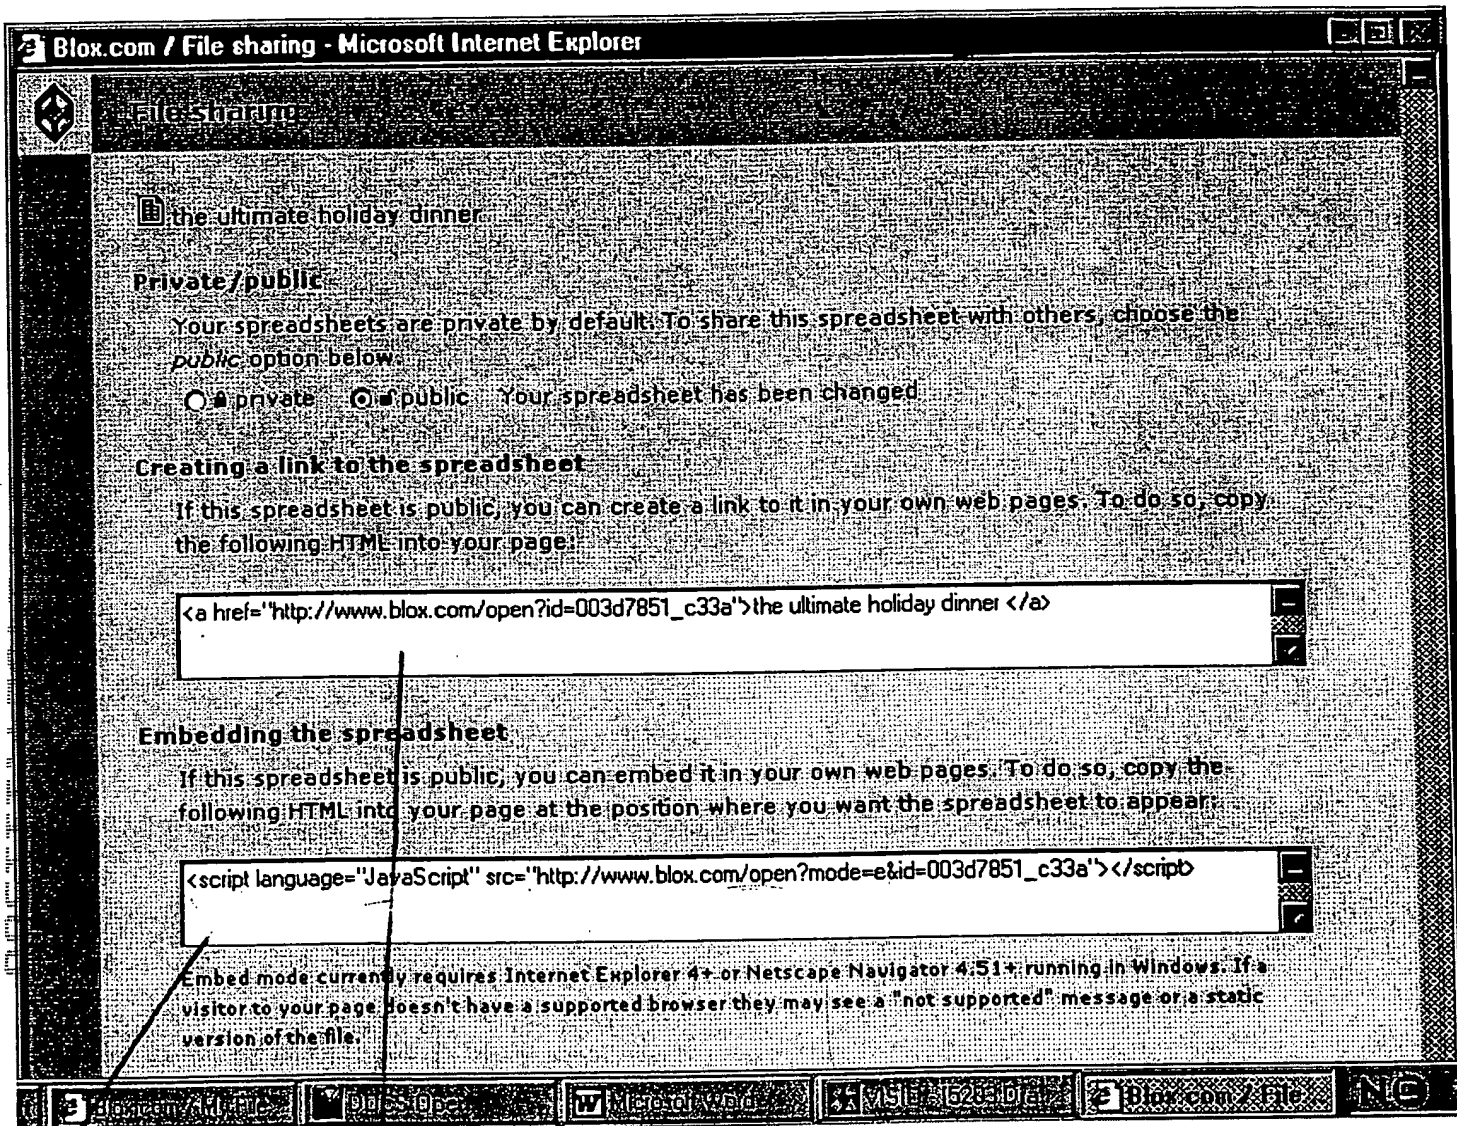 Blox.com / File sharing - Microsoft Internet Explorer
File sharing
the ultimate holiday dinner
Private/public
Your spreadsheets are private by default. To share this spreadsheet with others, choose the
public option below.
private public Your spreadsheet has been changed
Creating a link to the spreadsheet
If this spreadsheet is public, you can create a link to it in your own web pages. To do so, copy
the following HTML into your page:
<a href="http://www.blox.com/open?id=003d7851_c33a">the ultimate holiday dinner </a>
Embedding the spreadsheet
If this spreadsheet is public, you can embed it in your own web pages. To do so, copy the
following HTML into your page at the position where you want the spreadsheet to appear:
<script language="JavaScript" src="http://www.blox.com/open?mode=e&id=003d7851_c33a"></script>
Embed mode currently requires Internet Explorer 4+ or Netscape Navigator 4.51+ running in Windows. If a
visitor to your page doesn't have a supported browser they may see a "not supported" message or a static
version of the file.
Microsoft Word Blox.com / File